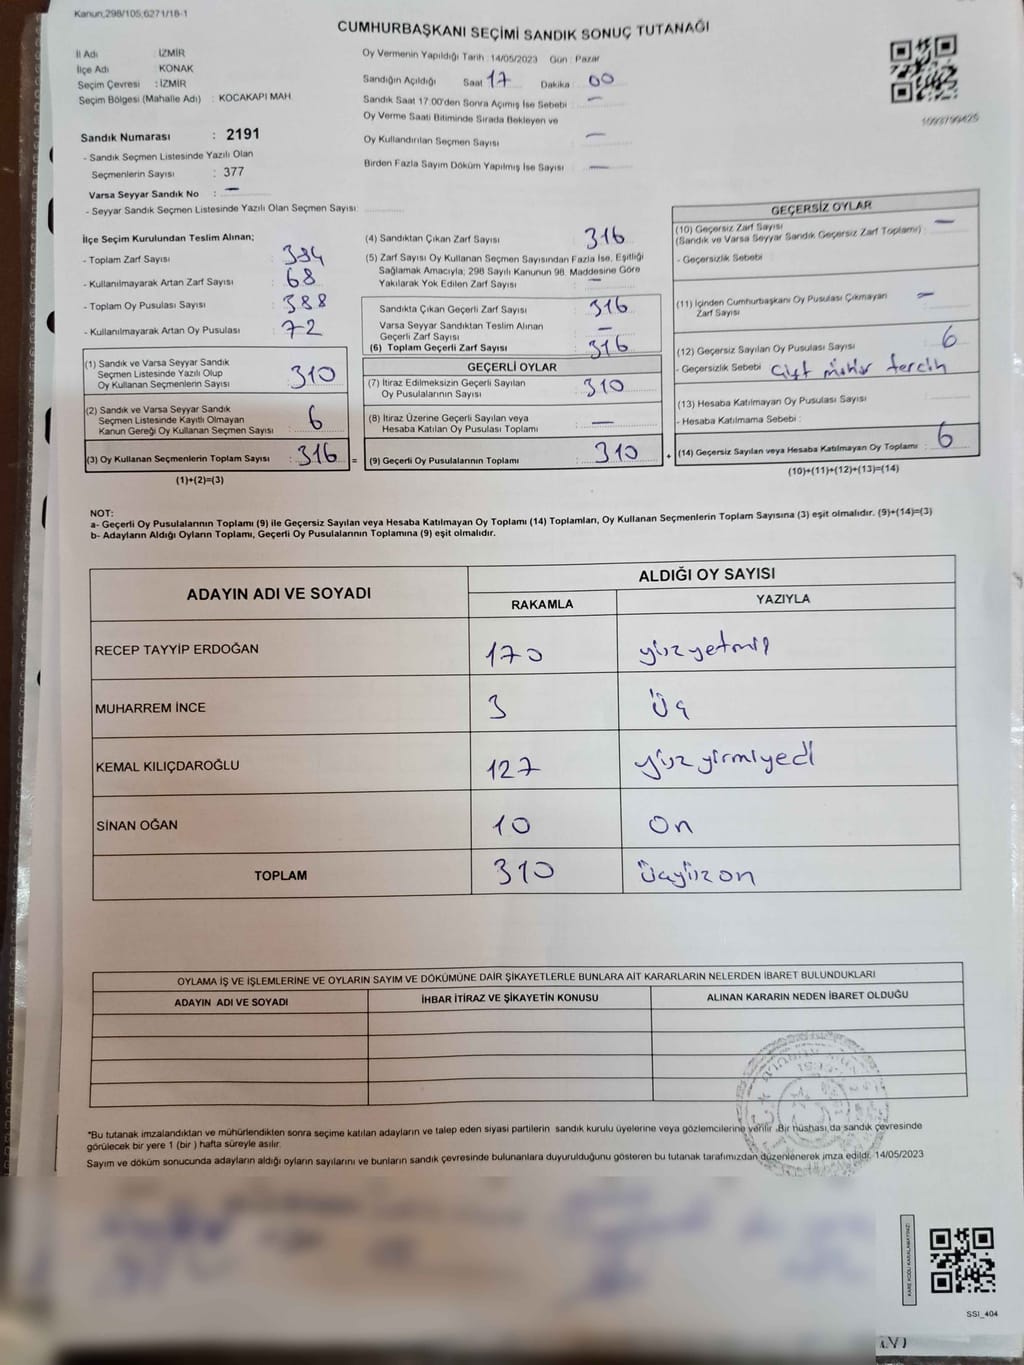 Kanun,298/105,6271/18-1
CUMHURBAŞKANI SEÇİMİ SANDIK SONUÇ TUTANAĞI
İl Adı : İZMİR
İlçe Adı : KONAK
Seçim Çevresi : İZMİR
Seçim Bölgesi (Mahalle Adı) : KOCAKAPI MAH.
Sandık Numarası : 2191
- Sandık Seçmen Listesinde Yazılı Olan
Seçmenlerin Sayısı : 377
Varsa Seyyar Sandık No : —
- Seyyar Sandık Seçmen Listesinde Yazılı Olan Seçmen Sayısı:
Oy Vermenin Yapıldığı Tarih : 14/05/2023 Gün : Pazar
Sandığın Açıldığı Saat 17 Dakika : 00
Sandık Saat 17:00'den Sonra Açımış İse Sebebi : —
Oy Verme Saati Bitiminde Sırada Bekleyen ve
Oy Kullandırılan Seçmen Sayısı : —
Birden Fazla Sayım Döküm Yapılmış İse Sayısı : —
1093799425
İlçe Seçim Kurulundan Teslim Alınan;
- Toplam Zarf Sayısı : 384
- Kullanılmayarak Artan Zarf Sayısı : 68
- Toplam Oy Pusulası Sayısı : 388
- Kullanılmayarak Artan Oy Pusulası : 72
(1) Sandık ve Varsa Seyyar Sandık
Seçmen Listesinde Yazılı Olup
Oy Kullanan Seçmenlerin Sayısı : 310
(2) Sandık ve Varsa Seyyar Sandık
Seçmen Listesinde Kayıtlı Olmayan
Kanun Gereği Oy Kullanan Seçmen Sayısı : 6
(3) Oy Kullanan Seçmenlerin Toplam Sayısı : 316 =
(1)+(2)=(3)
(4) Sandıktan Çıkan Zarf Sayısı : 316
(5) Zarf Sayısı Oy Kullanan Seçmen Sayısından Fazla İse, Eşitliği
Sağlamak Amacıyla; 298 Sayılı Kanunun 98. Maddesine Göre
Yakılarak Yok Edilen Zarf Sayısı : —
Sandıkta Çıkan Geçerli Zarf Sayısı : 316
Varsa Seyyar Sandıktan Teslim Alınan
Geçerli Zarf Sayısı : —
(6) Toplam Geçerli Zarf Sayısı : 316
GEÇERLİ OYLAR
(7) İtiraz Edilmeksizin Geçerli Sayılan
Oy Pusulalarının Sayısı : 310
(8) İtiraz Üzerine Geçerli Sayılan veya
Hesaba Katılan Oy Pusulası Toplamı : —
(9) Geçerli Oy Pusulalarının Toplamı : 310 +
GEÇERSİZ OYLAR
(10) Geçersiz Zarf Sayısı : —
(Sandık ve Varsa Seyyar Sandık Geçersiz Zarf Toplamı)
- Geçersizlik Sebebi :
(11) İçinden Cumhurbaşkanı Oy Pusulası Çıkmayan : —
Zarf Sayısı
(12) Geçersiz Sayılan Oy Pusulası Sayısı : 6
- Geçersizlik Sebebi : Çift mühür tercih
(13) Hesaba Katılmayan Oy Pusulası Sayısı :
- Hesaba Katılmama Sebebi :
(14) Geçersiz Sayılan veya Hesaba Katılmayan Oy Toplamı : 6
(10)+(11)+(12)+(13)=(14)
NOT:
a- Geçerli Oy Pusulalarının Toplamı (9) ile Geçersiz Sayılan veya Hesaba Katılmayan Oy Toplamı (14) Toplamları, Oy Kullanan Seçmenlerin Toplam Sayısına (3) eşit olmalıdır. (9)+(14)=(3)
b- Adayların Aldığı Oyların Toplamı, Geçerli Oy Pusulalarının Toplamına (9) eşit olmalıdır.
ADAYIN ADI VE SOYADI
ALDIĞI OY SAYISI
RAKAMLA YAZIYLA
RECEP TAYYİP ERDOĞAN 170 yüzyetmiş
MUHARREM İNCE 3 Üç
KEMAL KILIÇDAROĞLU 127 yüzyirmiyedi
SİNAN OĞAN 10 On
TOPLAM 310 üçyüzon
OYLAMA İŞ VE İŞLEMLERİNE VE OYLARIN SAYIM VE DÖKÜMÜNE DAİR ŞİKAYETLERLE BUNLARA AİT KARARLARIN NELERDEN İBARET BULUNDUKLARI
ADAYIN ADI VE SOYADI İHBAR İTİRAZ VE ŞİKAYETİN KONUSU ALINAN KARARIN NEDEN İBARET OLDUĞU
*Bu tutanak imzalandıktan ve mühürlendikten sonra seçime katılan adayların ve talep eden siyasi partilerin sandık kurulu üyelerine veya gözlemcilerine verilir .Bir nüshası da sandık çevresinde
görülecek bir yere 1 (bir ) hafta süreyle asılır.
Sayım ve döküm sonucunda adayların aldığı oyların sayılarını ve bunların sandık çevresinde bulunanlara duyurulduğunu gösteren bu tutanak tarafımızdan düzenlenerek imza edildi. 14/05/2023
KARE KODU KARALAMAYINIZ!
SSI_404